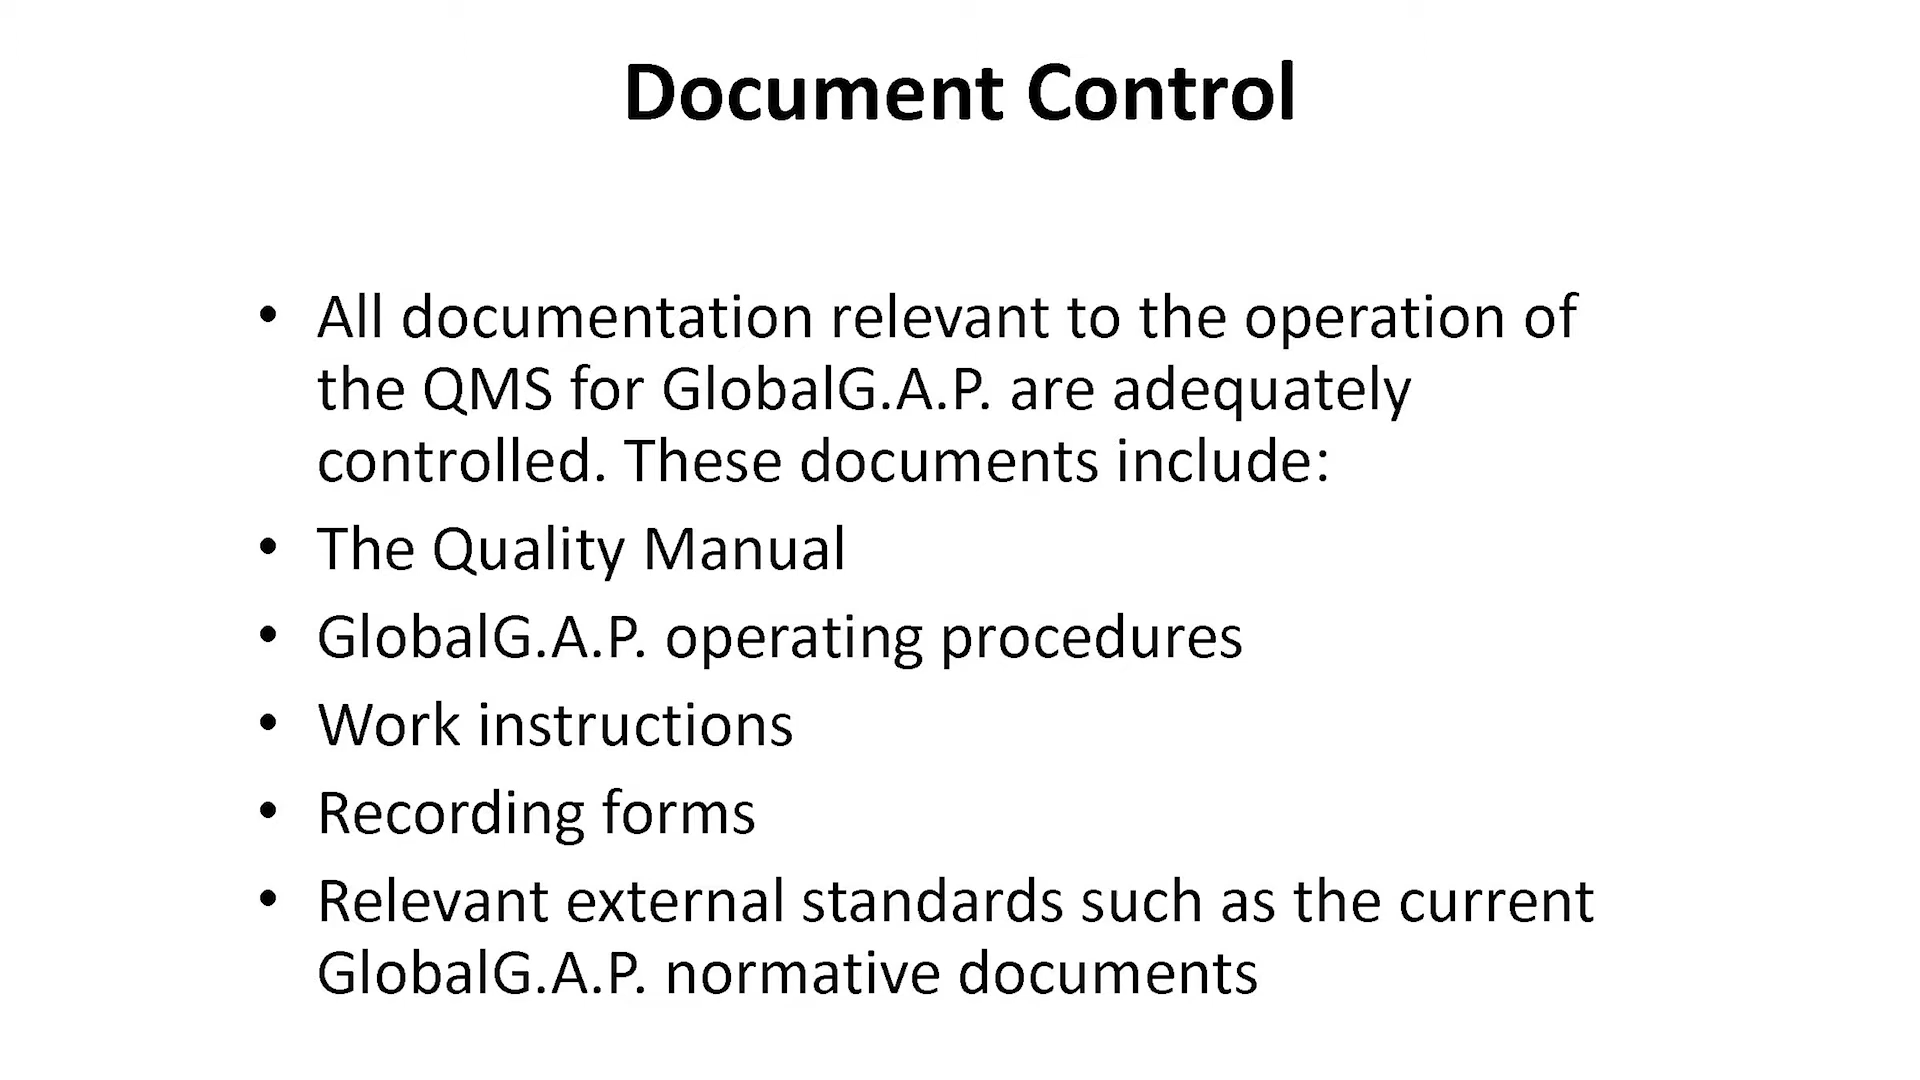 Document Control
• All documentation relevant to the operation of
the QMS for GlobalG.A.P. are adequately
controlled. These documents include:
• The Quality Manual
• GlobalG.A.P. operating procedures
• Work instructions
• Recording forms
• Relevant external standards such as the current
GlobalG.A.P. normative documents